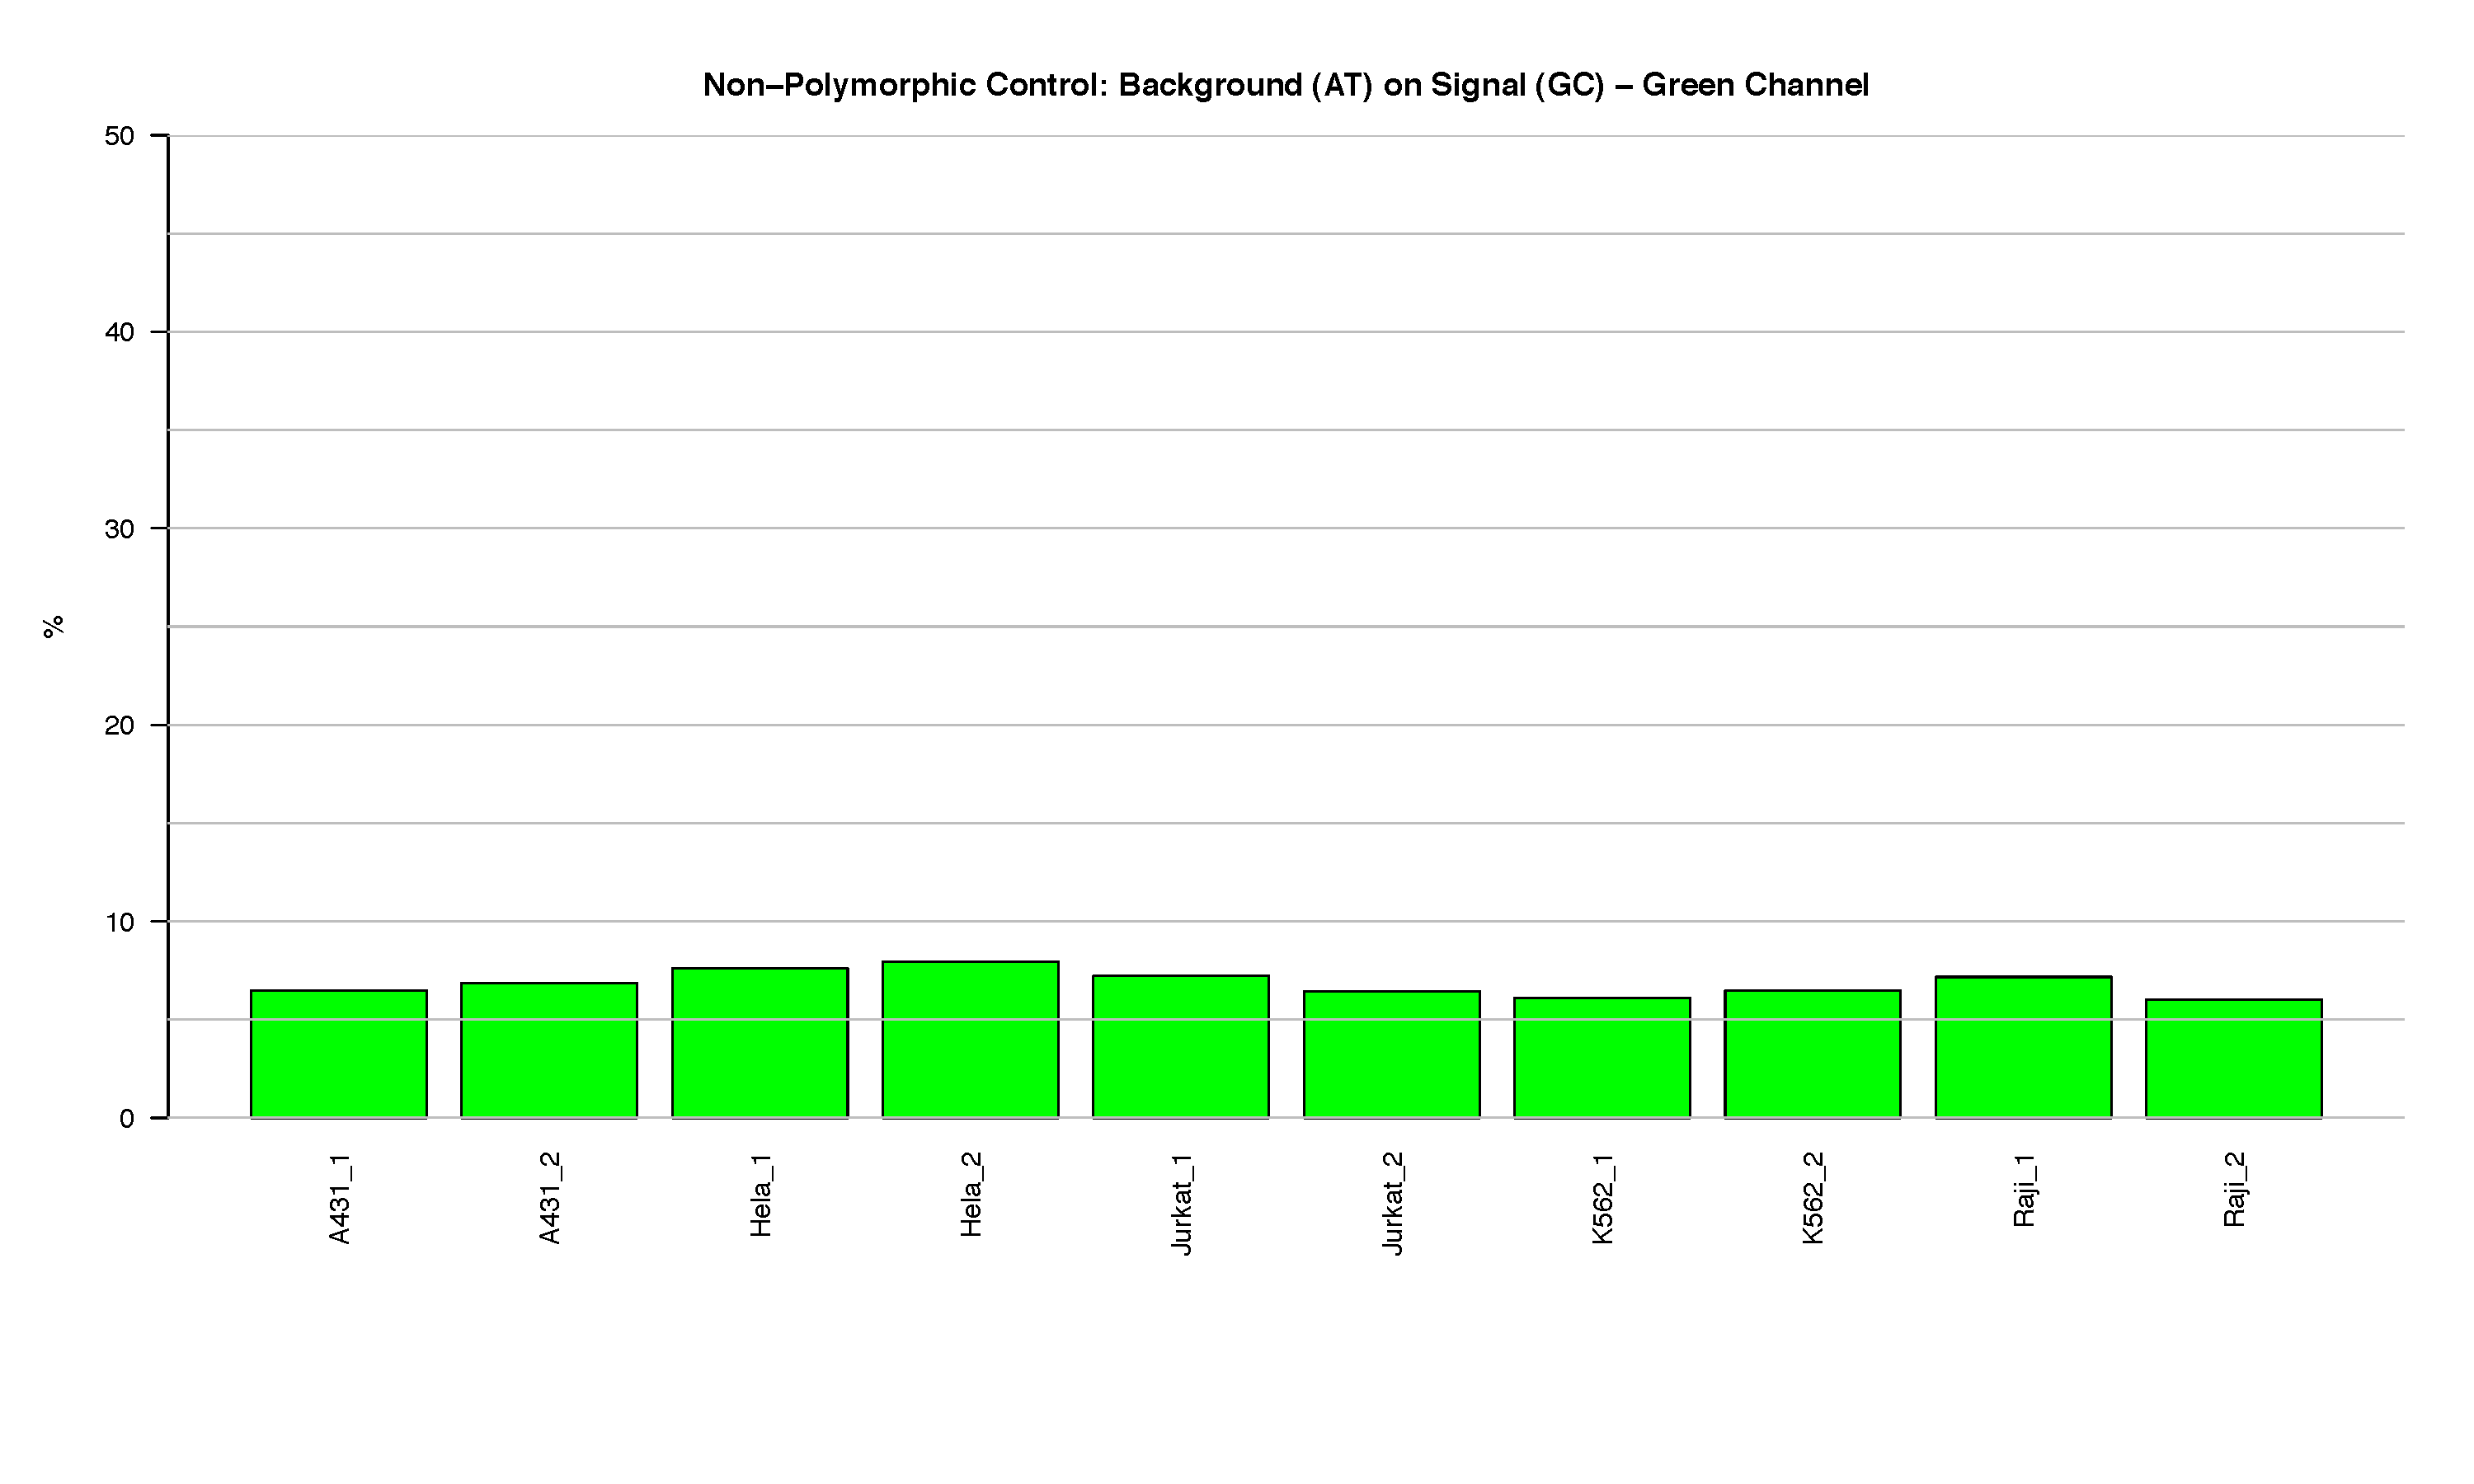 Non−Polymorphic Control: Background (AT) on Signal (GC) − Green Channel
50
40
30
20
10
0
%
A431_1
A431_2
Hela_1
Hela_2
Jurkat_1
Jurkat_2
K562_1
K562_2
Raji_1
Raji_2